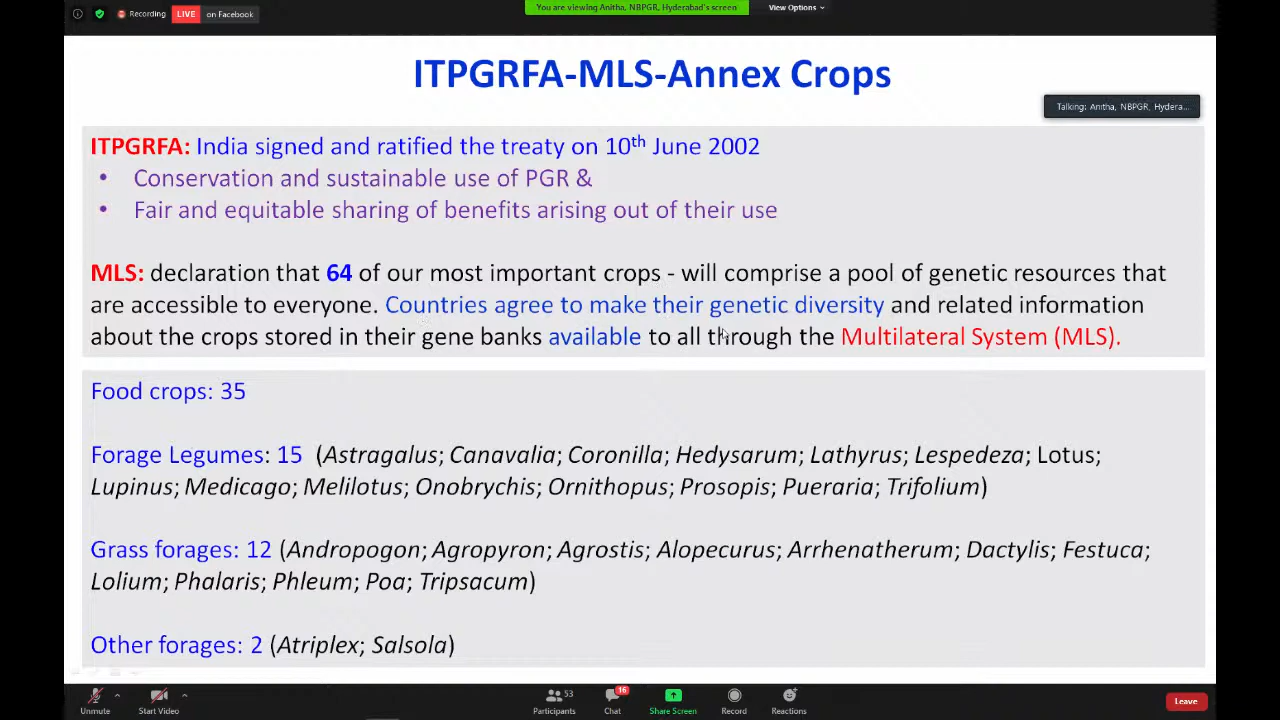 Recording
LIVE
on Facebook
You are viewing Anitha, NBPGR, Hyderabad's screen
View Options
ITPGRFA-MLS-Annex Crops
Talking: Anitha, NBPGR, Hydera...
ITPGRFA: India signed and ratified the treaty on 10th June 2002
• Conservation and sustainable use of PGR &
• Fair and equitable sharing of benefits arising out of their use
MLS: declaration that 64 of our most important crops - will comprise a pool of genetic resources that
are accessible to everyone. Countries agree to make their genetic diversity and related information
about the crops stored in their gene banks available to all through the Multilateral System (MLS).
Food crops: 35
Forage Legumes: 15 (Astragalus; Canavalia; Coronilla; Hedysarum; Lathyrus; Lespedeza; Lotus;
Lupinus; Medicago; Melilotus; Onobrychis; Ornithopus; Prosopis; Pueraria; Trifolium)
Grass forages: 12 (Andropogon; Agropyron; Agrostis; Alopecurus; Arrhenatherum; Dactylis; Festuca;
Lolium; Phalaris; Phleum; Poa; Tripsacum)
Other forages: 2 (Atriplex; Salsola)
Unmute
Start Video
53
Participants
16
Chat
Share Screen
Record
Reactions
Leave